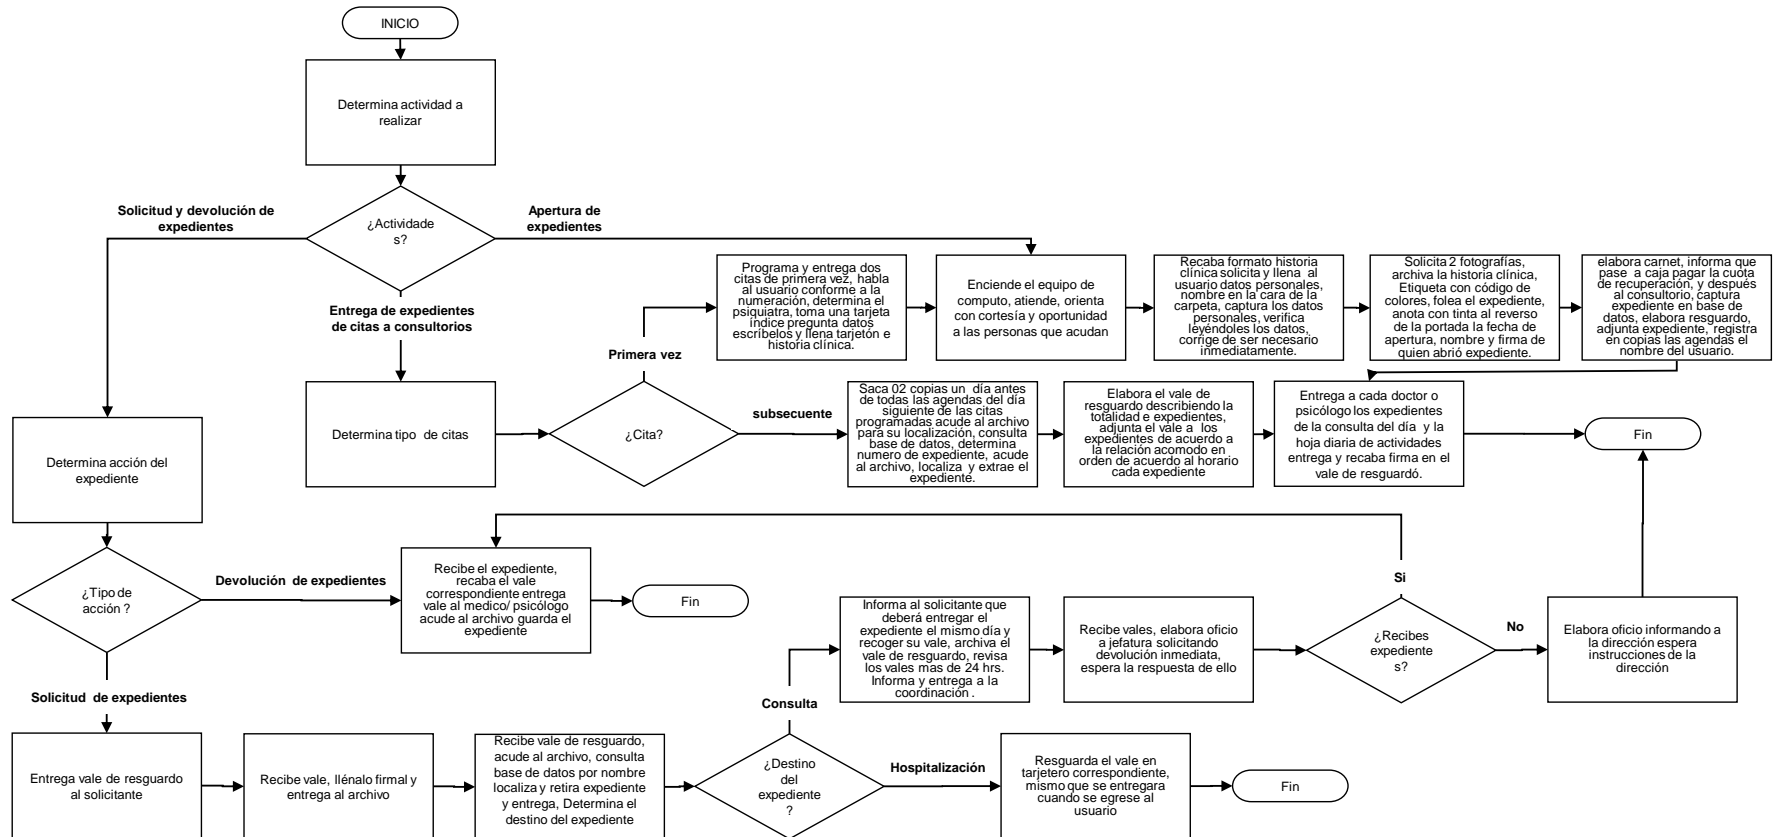 INICIO
Determina actividad a
realizar
¿Actividade
s?
Solicitud y devolución de
expedientes
Apertura de
expedientes
Entrega de expedientes
de citas a consultorios
Programa y entrega dos
citas de primera vez, habla
al usuario conforme a la
numeración, determina el
psiquiatra, toma una tarjeta
índice pregunta datos
escríbelos y llena tarjetón e
historia clínica.
Enciende el equipo de
computo, atiende, orienta
con cortesía y oportunidad
a las personas que acudan
Recaba formato historia
clínica solicita y llena al
usuario datos personales,
nombre en la cara de la
carpeta, captura los datos
personales, verifica
leyéndoles los datos,
corrige de ser necesario
inmediatamente.
Solicita 2 fotografías,
archiva la historia clínica,
Etiqueta con código de
colores, folea el expediente,
anota con tinta al reverso
de la portada la fecha de
apertura, nombre y firma de
quien abrió expediente.
elabora carnet, informa que
pase a caja pagar la cuota
de recuperación, y después
al consultorio, captura
expediente en base de
datos, elabora resguardo,
adjunta expediente, registra
en copias las agendas el
nombre del usuario.
Primera vez
Determina tipo de citas
¿Cita?
subsecuente
Saca 02 copias un día antes
de todas las agendas del día
siguiente de las citas
programadas acude al archivo
para su localización, consulta
base de datos, determina
numero de expediente, acude
al archivo, localiza y extrae el
expediente.
Elabora el vale de
resguardo describiendo la
totalidad e expedientes,
adjunta el vale a los
expedientes de acuerdo a
la relación acomodo en
orden de acuerdo al horario
cada expediente
Entrega a cada doctor o
psicólogo los expedientes
de la consulta del día y la
hoja diaria de actividades
entrega y recaba firma en el
vale de resguardó.
Fin
Determina acción del
expediente
¿Tipo de
acción ?
Devolución de expedientes
Recibe el expediente,
recaba el vale
correspondiente entrega
vale al medico/ psicólogo
acude al archivo guarda el
expediente
Fin
Informa al solicitante que
deberá entregar el
expediente el mismo día y
recoger su vale, archiva el
vale de resguardo, revisa
los vales mas de 24 hrs.
Informa y entrega a la
coordinación .
Recibe vales, elabora oficio
a jefatura solicitando
devolución inmediata,
espera la respuesta de ello
Si
¿Recibes
expediente
s?
No
Elabora oficio informando a
la dirección espera
instrucciones de la
dirección
Solicitud de expedientes
Consulta
Entrega vale de resguardo
al solicitante
Recibe vale, llénalo firmal y
entrega al archivo
Recibe vale de resguardo,
acude al archivo, consulta
base de datos por nombre
localiza y retira expediente
y entrega, Determina el
destino del expediente
¿Destino
del
expediente
?
Hospitalización
Resguarda el vale en
tarjetero correspondiente,
mismo que se entregara
cuando se egrese al
usuario
Fin